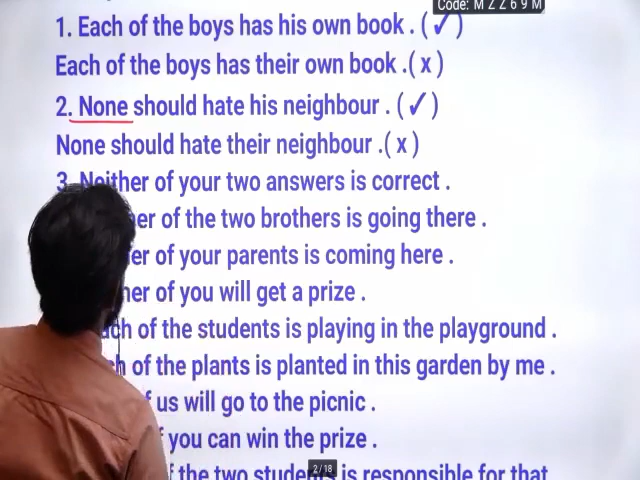 Code: M Z Z 6 9 M
1. Each of the boys has his own book . ( ✓ )
Each of the boys has their own book .( x )
2. None should hate his neighbour . ( ✓ )
None should hate their neighbour .( x )
3. Neither of your two answers is correct .
of the two brothers is going there .
of your parents is coming here .
of you will get a prize .
of the students is playing in the playground .
of the plants is planted in this garden by me .
us will go to the picnic .
you can win the prize .
the two students is responsible for that
2 / 18